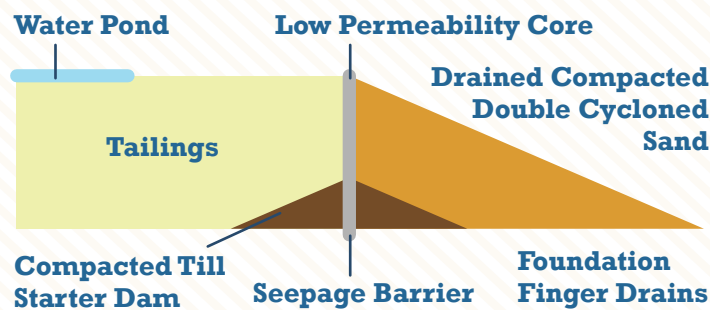 Water Pond
Low Permeability Core
Drained Compacted
Double Cycloned
Sand
Tailings
Compacted Till
Starter Dam
Seepage Barrier
Foundation
Finger Drains